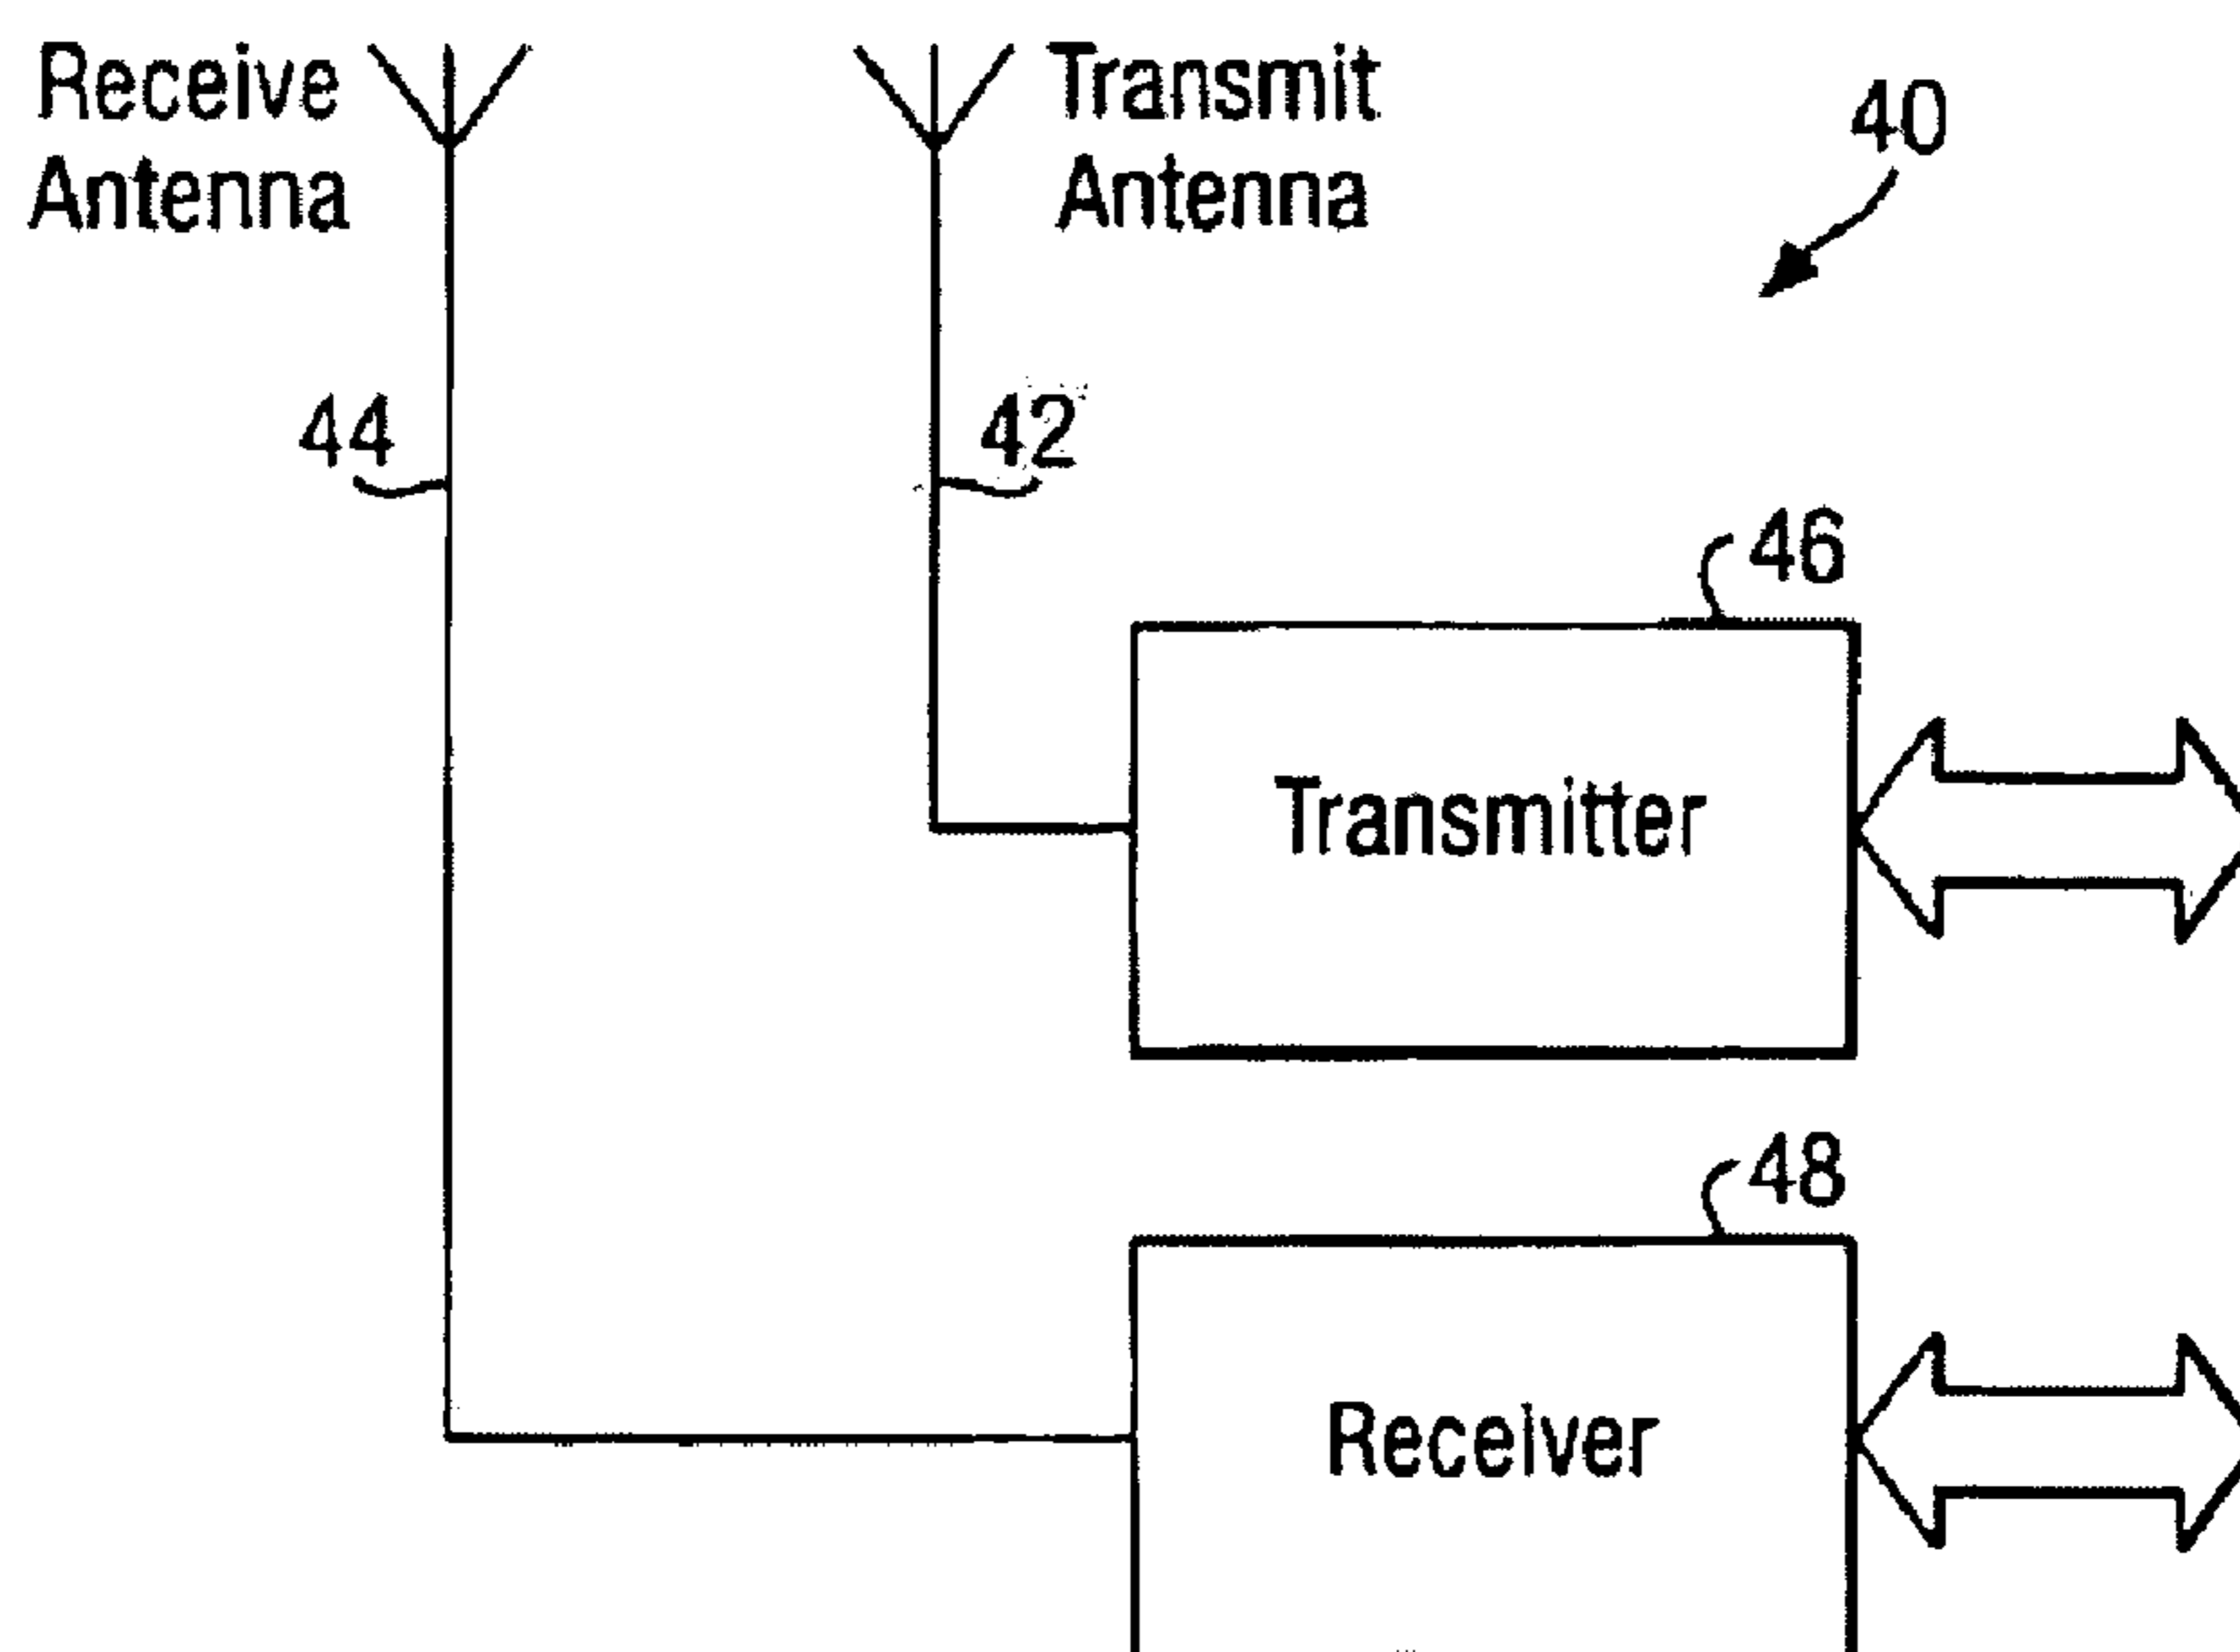 Receive
Antenna
Transmit
Antenna
40
44
42
46
Transmitter
48
Receiver